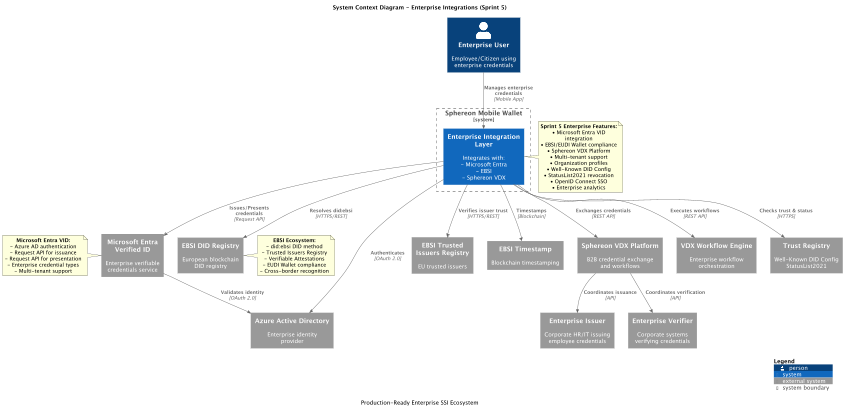 System Context Diagram - Enterprise Integrations (Sprint 5)
Enterprise User
Employee/Citizen using
enterprise credentials
Manages enterprise
credentials
[Mobile App]
Sphereon Mobile Wallet
[system]
Enterprise Integration
Layer
Integrates with:
- Microsoft Entra
- EBSI
- Sphereon VDX
Sprint 5 Enterprise Features:
• Microsoft Entra VID
integration
• EBSI/EUDI Wallet compliance
• Sphereon VDX Platform
• Multi-tenant support
• Organization profiles
• Well-Known DID Config
• StatusList2021 revocation
• OpenID Connect SSO
• Enterprise analytics
Issues/Presents
credentials
[Request API]
Resolves did:ebsi
[HTTPS/REST]
Authenticates
[OAuth 2.0]
Verifies issuer trust
[HTTPS/REST]
Timestamps
[Blockchain]
Exchanges credentials
[REST API]
Executes workflows
[REST API]
Checks trust & status
[HTTPS]
Microsoft Entra VID:
- Azure AD authentication
- Request API for issuance
- Request API for presentation
- Enterprise credential types
- Multi-tenant support
Microsoft Entra
Verified ID
Enterprise verifiable
credentials service
EBSI DID Registry
European blockchain
DID registry
EBSI Ecosystem:
- did:ebsi DID method
- Trusted Issuers Registry
- Verifiable Attestations
- EUDI Wallet compliance
- Cross-border recognition
EBSI Trusted
Issuers Registry
EU trusted issuers
EBSI Timestamp
Blockchain timestamping
Sphereon VDX Platform
B2B credential exchange
and workflows
VDX Workflow Engine
Enterprise workflow
orchestration
Trust Registry
Well-Known DID Config
StatusList2021
Validates identity
[OAuth 2.0]
Coordinates issuance
[API]
Coordinates verification
[API]
Azure Active Directory
Enterprise identity
provider
Enterprise Issuer
Corporate HR/IT issuing
employee credentials
Enterprise Verifier
Corporate systems
verifying credentials
Legend
person
system
external system
system boundary
Production-Ready Enterprise SSI Ecosystem